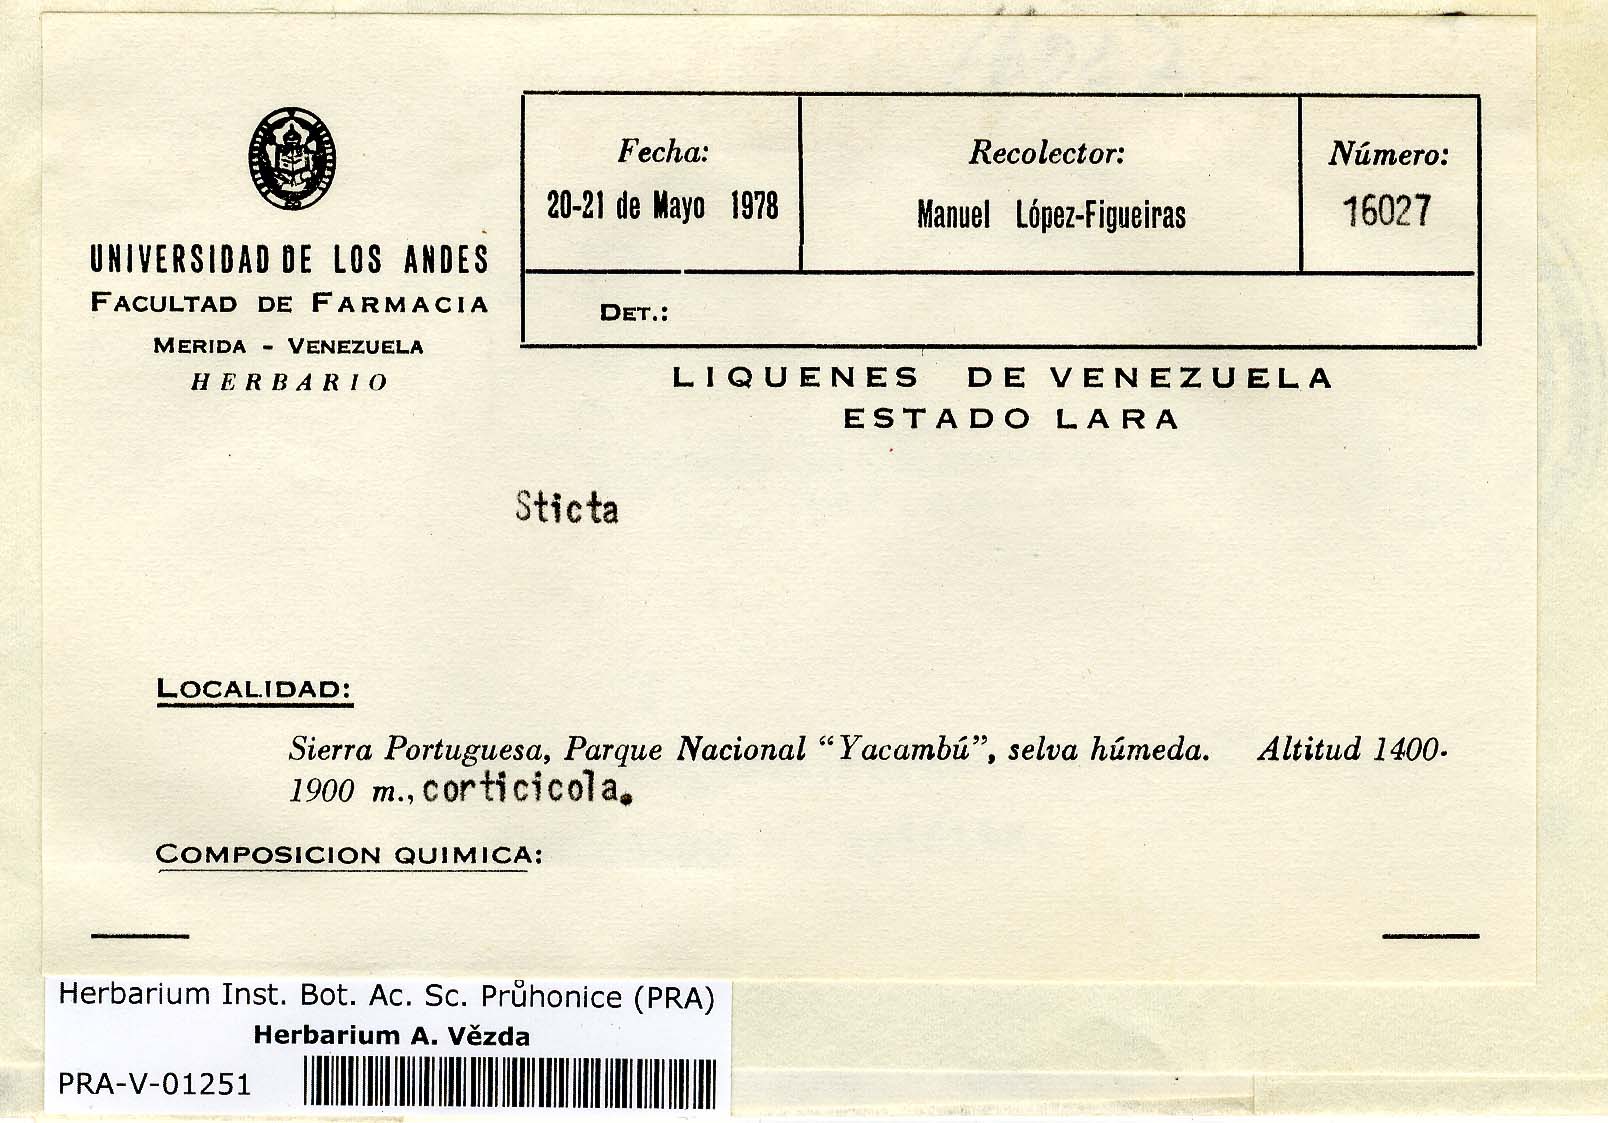 UNIVERSIDAD DE LOS ANDES
FACULTAD DE FARMACIA
MERIDA - VENEZUELA
HERBARIO
Fecha:
20-21 de Mayo 1978
Recolector:
Manuel López-Figueiras
Número:
16027
DET.:
LIQUENES DE VENEZUELA
ESTADO LARA
Sticta
LOCALIDAD:
Sierra Portuguesa, Parque Nacional “Yacambú”, selva húmeda. Altitud 1400-
1900 m., corticicola.
COMPOSICION QUIMICA:
Herbarium Inst. Bot. Ac. Sc. Průhonice (PRA)
Herbarium A. Vězda
PRA-V-01251